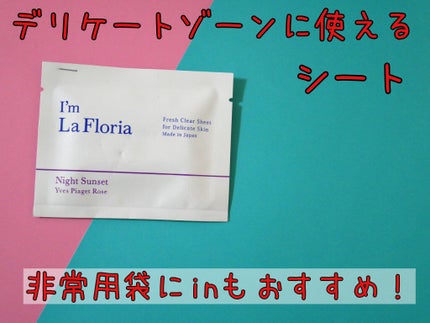 デリケートゾーンに使える
シート
I'm
La Floria
Fresh Clear Sheet
for Delicate Skin
Made in Japan
Night Sunset
Yves Piaget Rose
非常用袋にinもおすすめ！